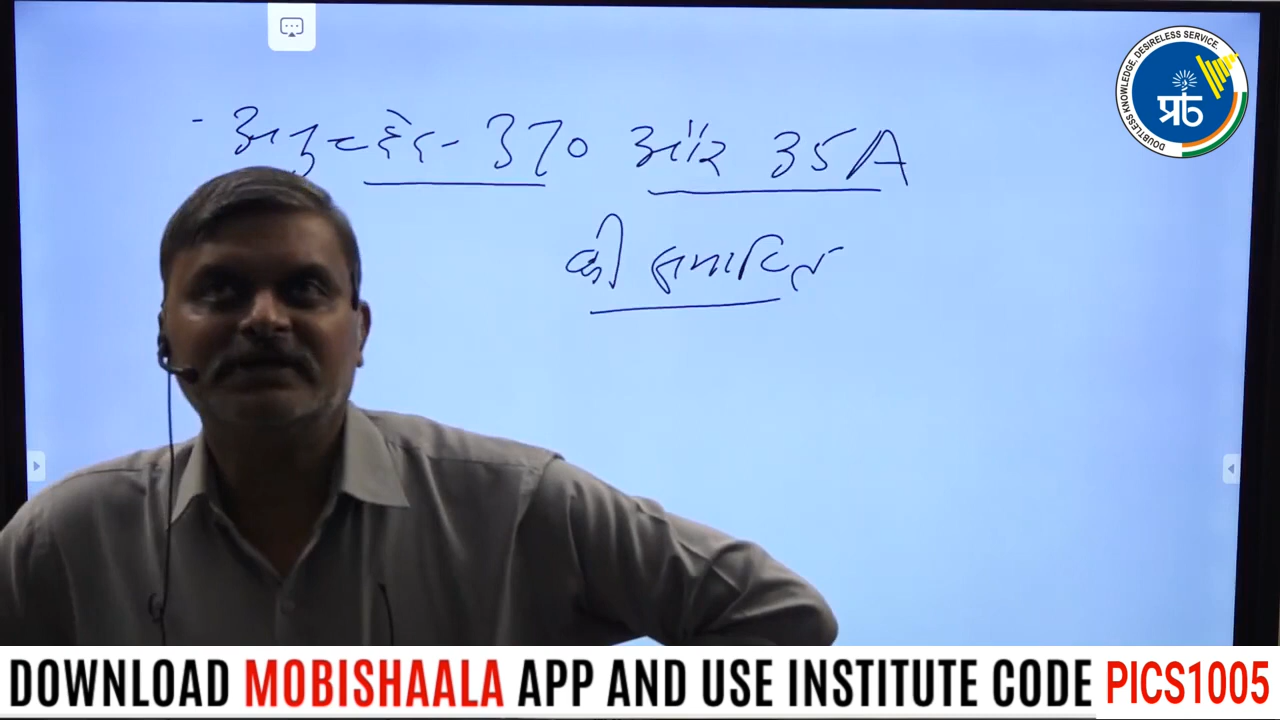 अनुच्छेद - 370 और 35A
की समाप्ति
DOUBTLESS KNOWLEDGE, DESIRELESS SERVICE.
DOWNLOAD MOBISHAALA APP AND USE INSTITUTE CODE PICS1005